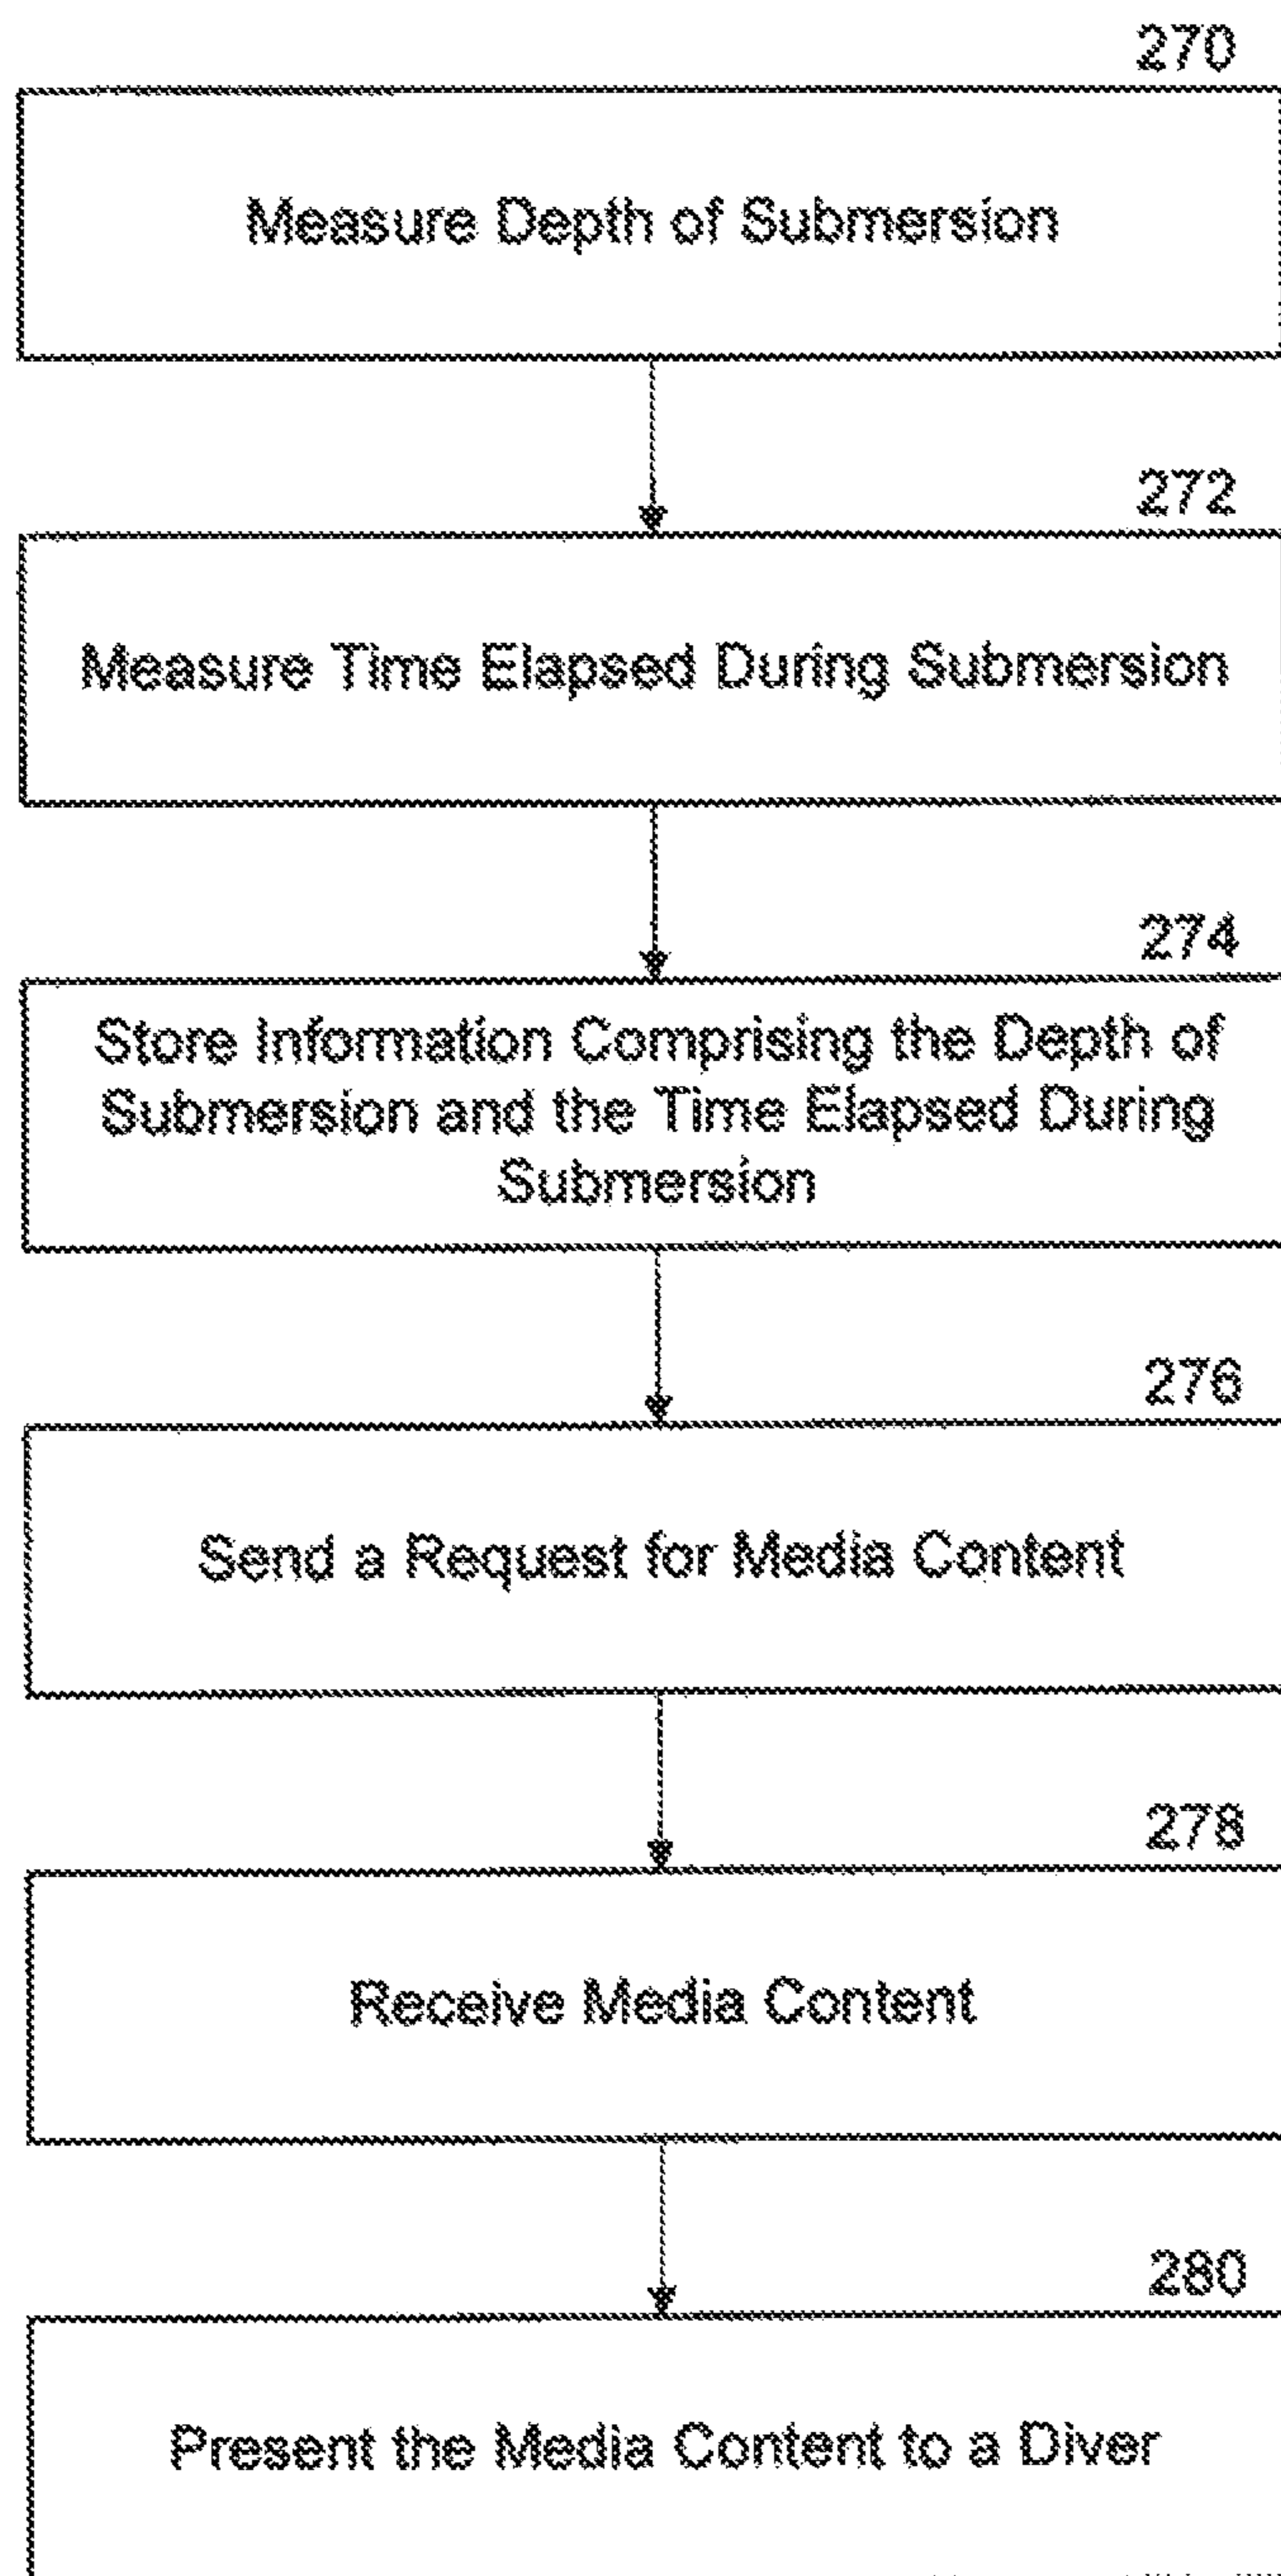 270
Measure Depth of Submersion
272
Measure Time Elapsed During Submersion
274
Store Information Comprising the Depth of
Submersion and the Time Elapsed During
Submersion
276
Send a Request for Media Content
278
Receive Media Content
280
Present the Media Content to a Diver